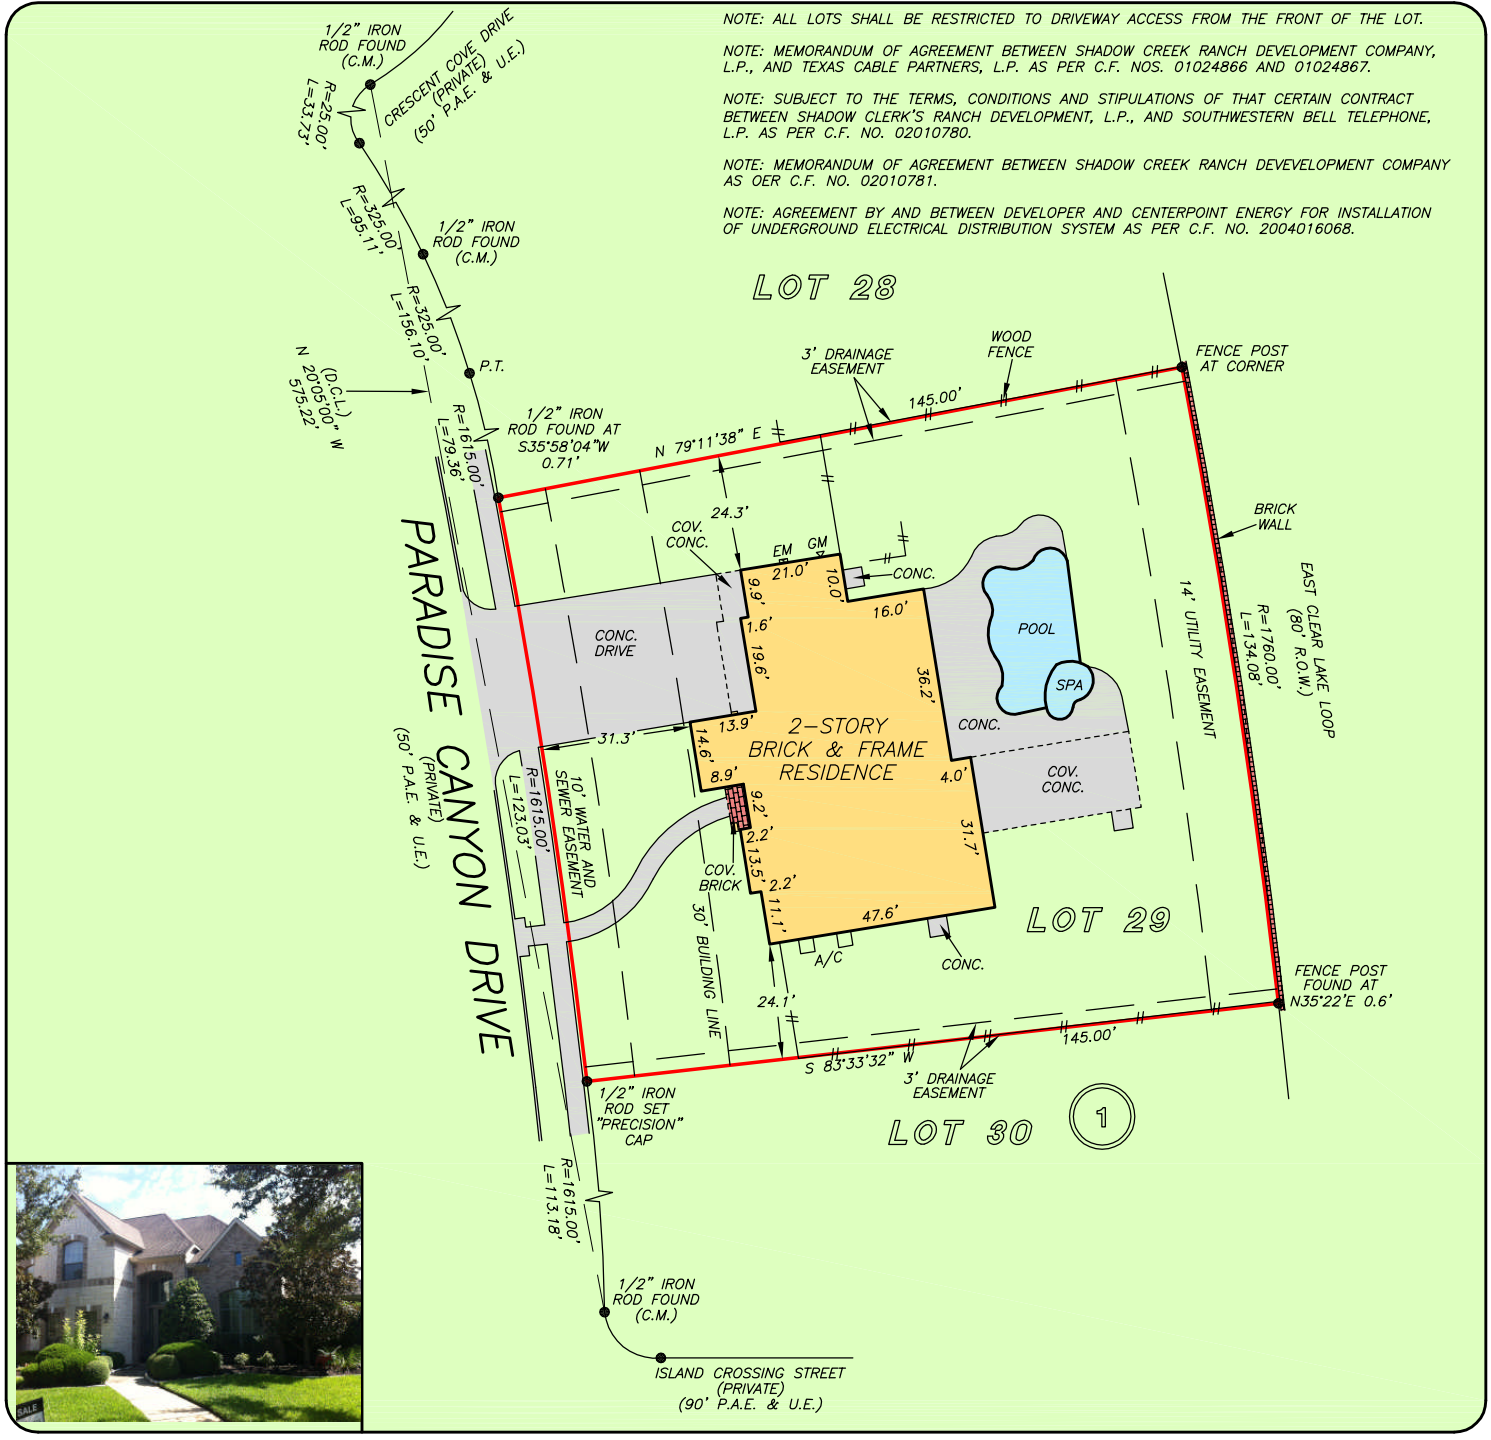 NOTE: ALL LOTS SHALL BE RESTRICTED TO DRIVEWAY ACCESS FROM THE FRONT OF THE LOT.
NOTE: MEMORANDUM OF AGREEMENT BETWEEN SHADOW CREEK RANCH DEVELOPMENT COMPANY,
L.P., AND TEXAS CABLE PARTNERS, L.P. AS PER C.F. NOS. 01024866 AND 01024867.
NOTE: SUBJECT TO THE TERMS, CONDITIONS AND STIPULATIONS OF THAT CERTAIN CONTRACT
BETWEEN SHADOW CLERK'S RANCH DEVELOPMENT, L.P., AND SOUTHWESTERN BELL TELEPHONE,
L.P. AS PER C.F. NO. 02010780.
NOTE: MEMORANDUM OF AGREEMENT BETWEEN SHADOW CREEK RANCH DEVEVELOPMENT COMPANY
AS OER C.F. NO. 02010781.
NOTE: AGREEMENT BY AND BETWEEN DEVELOPER AND CENTERPOINT ENERGY FOR INSTALLATION
OF UNDERGROUND ELECTRICAL DISTRIBUTION SYSTEM AS PER C.F. NO. 2004016068.
1/2" IRON
ROD FOUND
(C.M.)
CRESCENT COVE DRIVE
(PRIVATE)
(50' P.A.E. & U.E.)
R=25.00'
L=33.73'
R=325.00'
L=95.11'
1/2" IRON
ROD FOUND
(C.M.)
R=325.00'
L=156.10'
P.T.
(D.C.L.)
N 20°05'00" W
575.22'
R=1615.00'
L=79.36'
1/2" IRON
ROD FOUND AT
S35°58'04"W
0.71'
LOT 28
3' DRAINAGE
EASEMENT
WOOD
FENCE
FENCE POST
AT CORNER
N 79°11'38" E
145.00'
24.3'
COV.
CONC.
EM
GM
21.0'
10.0'
CONC.
16.0'
9.9'
1.6'
19.6'
CONC.
DRIVE
POOL
SPA
36.2'
CONC.
13.9'
31.3'
14.6'
8.9'
2-STORY
BRICK & FRAME
RESIDENCE
4.0'
COV.
CONC.
9.2'
2.2'
13.5'
2.2'
11.1'
31.7'
47.6'
COV.
BRICK
A/C
CONC.
LOT 29
14' UTILITY EASEMENT
BRICK
WALL
EAST CLEAR LAKE LOOP
(80' R.O.W.)
R=1760.00'
L=134.08'
PARADISE CANYON DRIVE
(PRIVATE)
(50' P.A.E. & U.E.)
R=1615.00'
L=123.03'
10' WATER AND
SEWER EASEMENT
30' BUILDING LINE
24.1'
FENCE POST
FOUND AT
N35°22'E 0.6'
S 83°33'32" W
145.00'
3' DRAINAGE
EASEMENT
1/2" IRON
ROD SET
"PRECISION"
CAP
LOT 30
1
R=1615.00'
L=113.18'
1/2" IRON
ROD FOUND
(C.M.)
ISLAND CROSSING STREET
(PRIVATE)
(90' P.A.E. & U.E.)
SALE